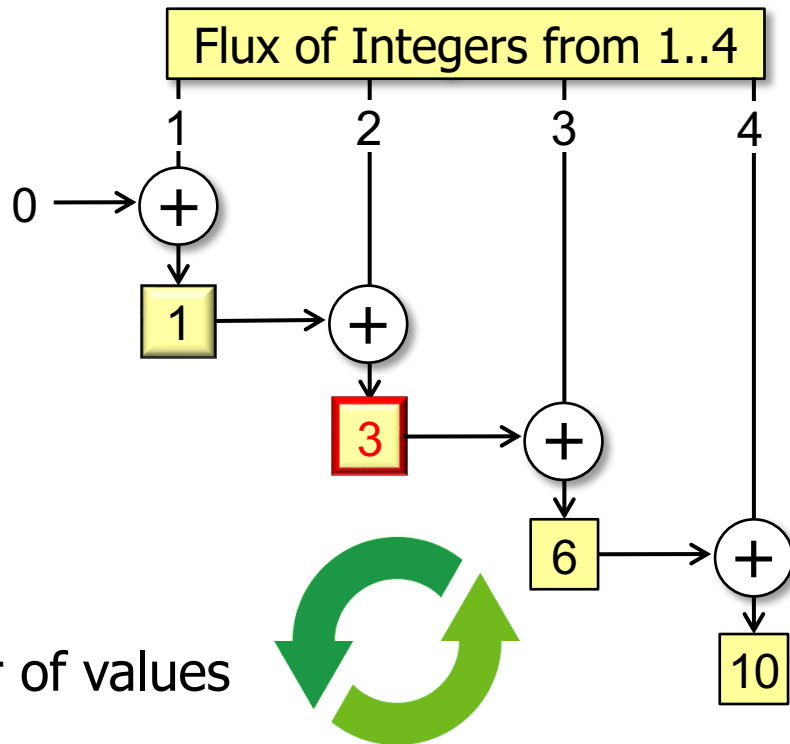 Flux of Integers from 1..4
1 2 3 4
0 +
1 +
3 +
6 +
r of values
10